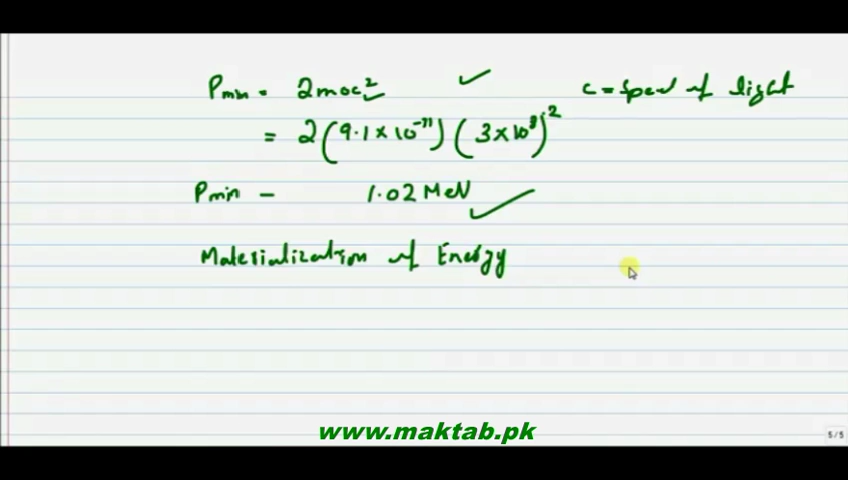 Pmin = 2moc² c = Speed of light
= 2(9.1×10⁻³¹)(3×10⁸)²
Pmin - 1.02 MeV
Materialization of Energy
www.maktab.pk
5/5